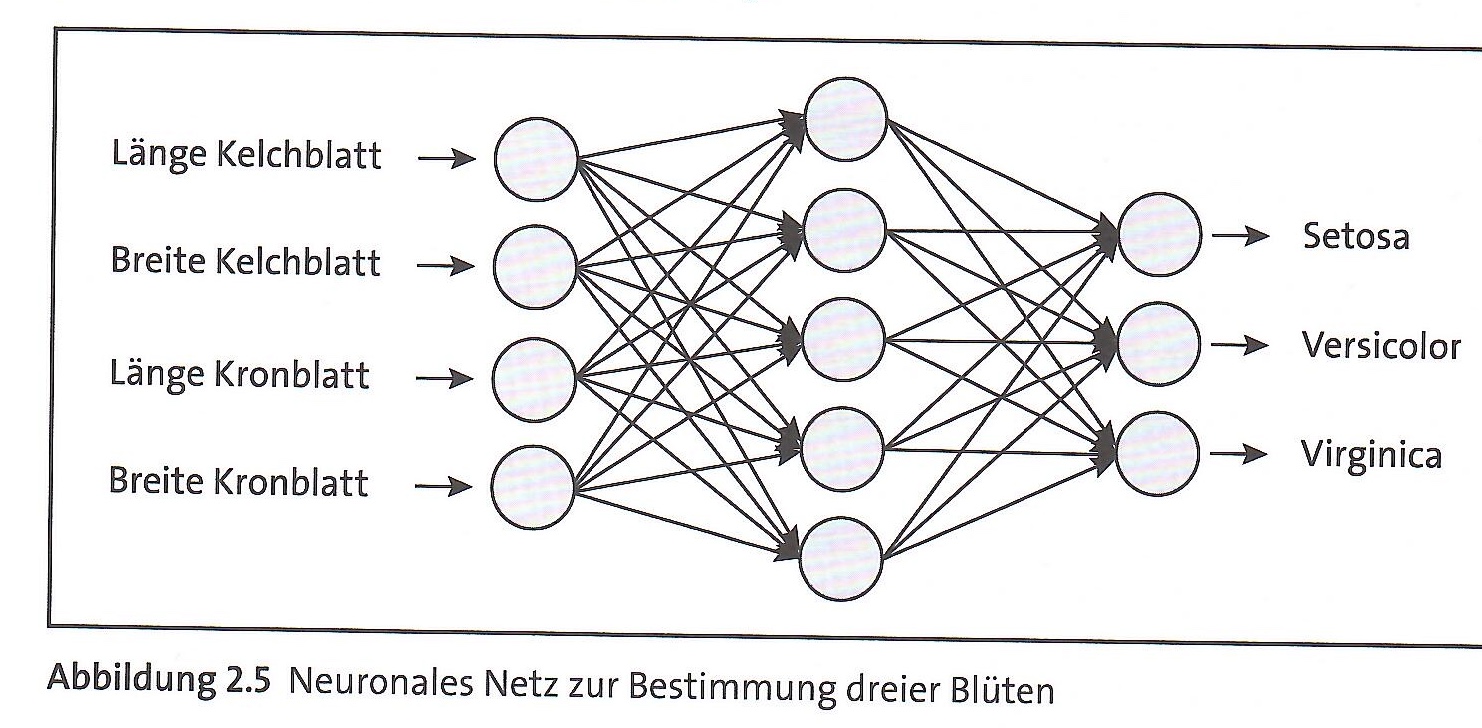 Länge Kelchblatt
Breite Kelchblatt
Länge Kronblatt
Breite Kronblatt
Setosa
Versicolor
Virginica
Abbildung 2.5 Neuronales Netz zur Bestimmung dreier Blüten